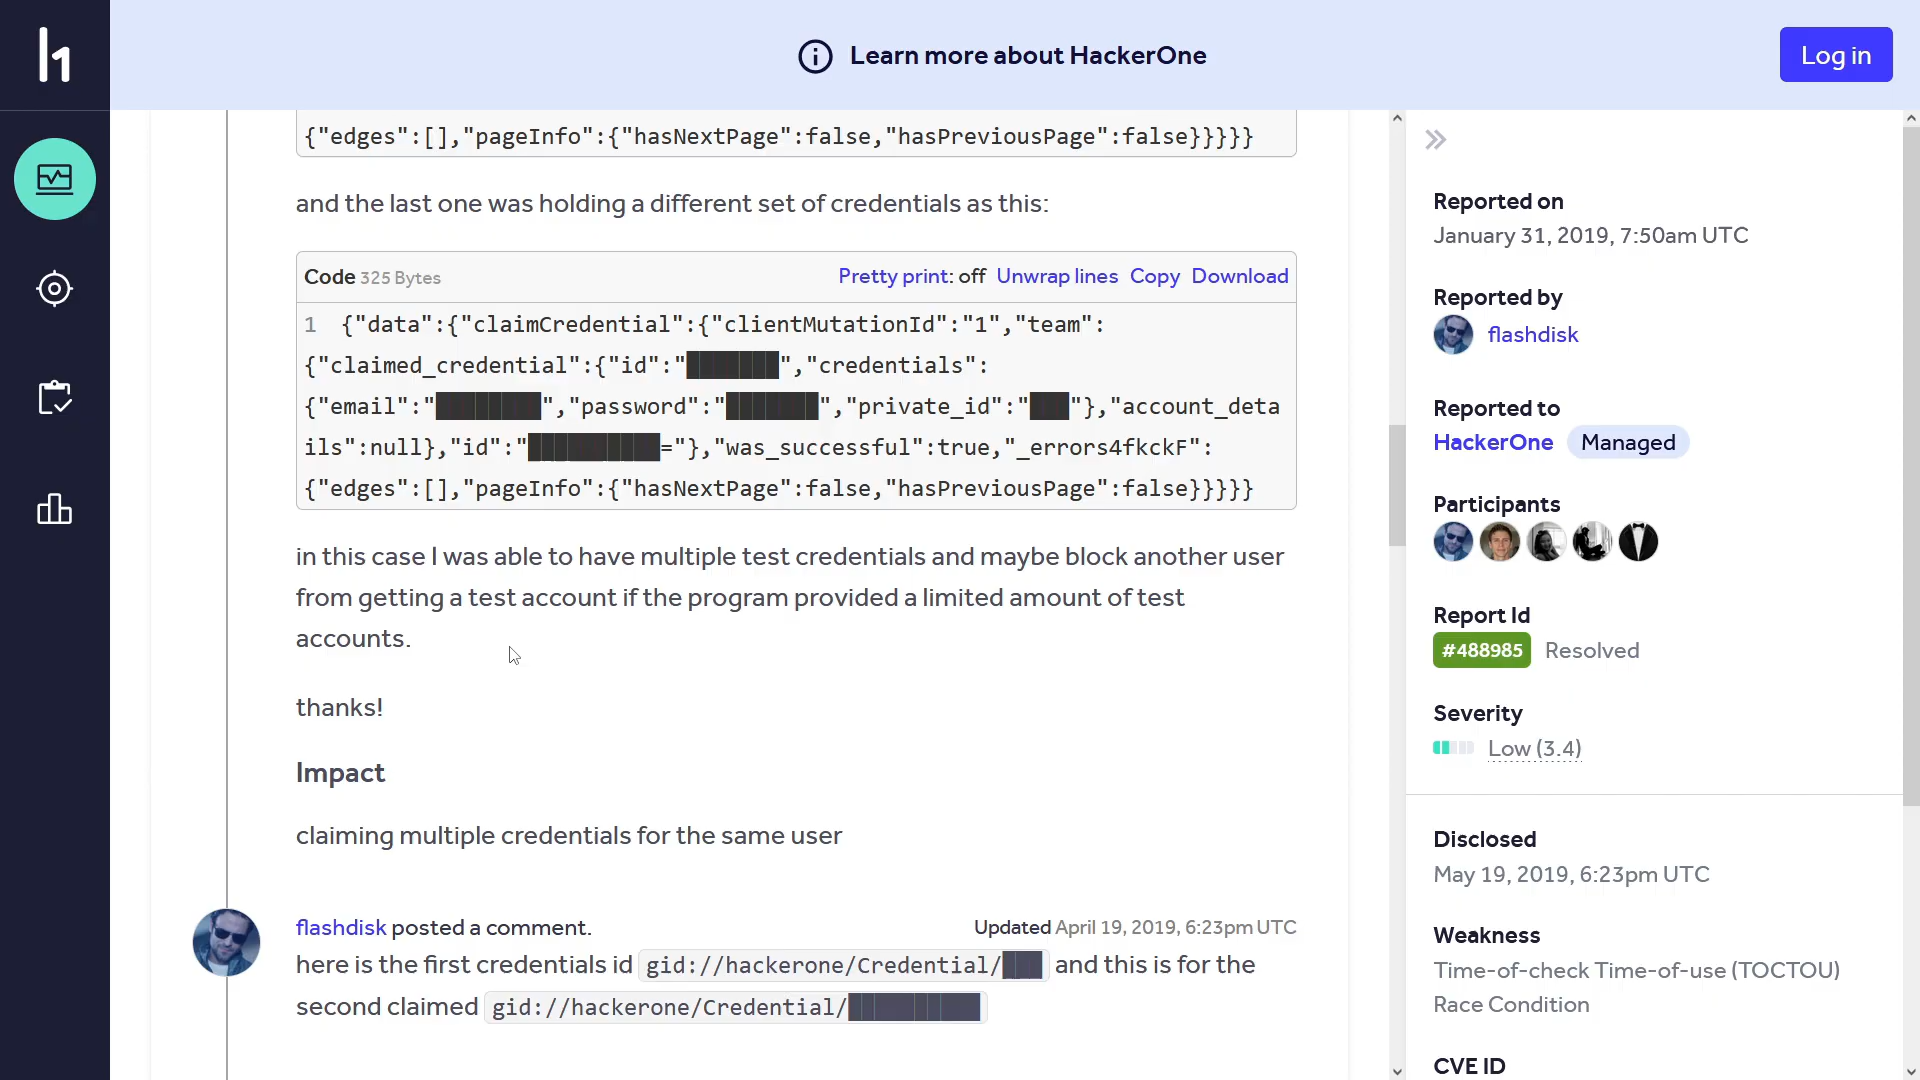 Learn more about HackerOne
Log in
{"edges":[],"pageInfo":{"hasNextPage":false,"hasPreviousPage":false}}}}}
and the last one was holding a different set of credentials as this:
Code 325 Bytes
Pretty print: off Unwrap lines Copy Download
1 {"data":{"claimCredential":{"clientMutationId":"1","team":
{"claimed_credential":{"id":"███████","credentials":
{"email":"████████","password":"███████","private_id":"███"},"account_deta
ils":null},"id":"██████████="},"was_successful":true,"_errors4fkckF":
{"edges":[],"pageInfo":{"hasNextPage":false,"hasPreviousPage":false}}}}}
in this case I was able to have multiple test credentials and maybe block another user
from getting a test account if the program provided a limited amount of test
accounts.
thanks!
Impact
claiming multiple credentials for the same user
flashdisk posted a comment.
Updated April 19, 2019, 6:23pm UTC
here is the first credentials id gid://hackerone/Credential/███ and this is for the
second claimed gid://hackerone/Credential/██████████
Reported on
January 31, 2019, 7:50am UTC
Reported by
flashdisk
Reported to
HackerOne Managed
Participants
Report Id
#488985 Resolved
Severity
Low (3.4)
Disclosed
May 19, 2019, 6:23pm UTC
Weakness
Time-of-check Time-of-use (TOCTOU)
Race Condition
CVE ID